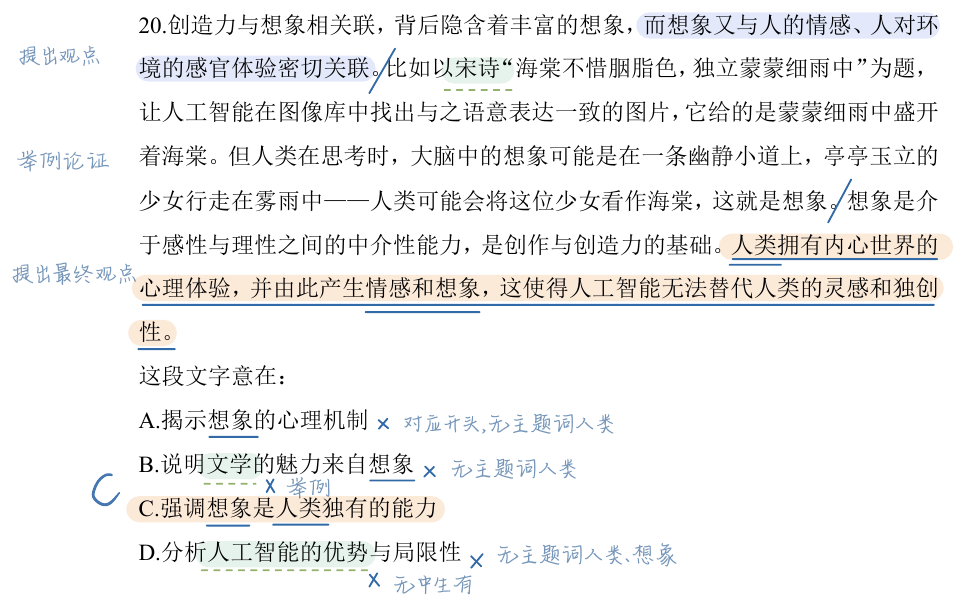 20.创造力与想象相关联，背后隐含着丰富的想象，而想象又与人的情感、人对环
提出观点
境的感官体验密切关联。比如以宋诗“海棠不惜胭脂色，独立蒙蒙细雨中”为题，
让人工智能在图像库中找出与之语意表达一致的图片，它给的是蒙蒙细雨中盛开
举例论证
着海棠。但人类在思考时，大脑中的想象可能是在一条幽静小道上，亭亭玉立的
少女行走在雾雨中——人类可能会将这位少女看作海棠，这就是想象。想象是介
于感性与理性之间的中介性能力，是创作与创造力的基础。人类拥有内心世界的
提出最终观点
心理体验，并由此产生情感和想象，这使得人工智能无法替代人类的灵感和独创
性。
这段文字意在：
A.揭示想象的心理机制 × 对应开头,无主题词人类
B.说明文学的魅力来自想象 × 无主题词人类
× 举例
C
C.强调想象是人类独有的能力
D.分析人工智能的优势与局限性 × 无主题词人类、想象
× 无中生有